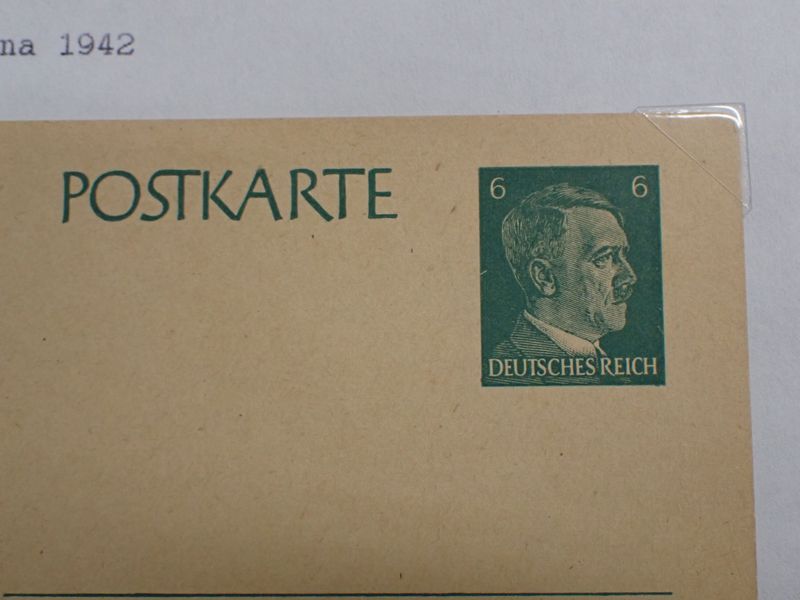 na 1942
POSTKARTE
6 6
DEUTSCHES REICH